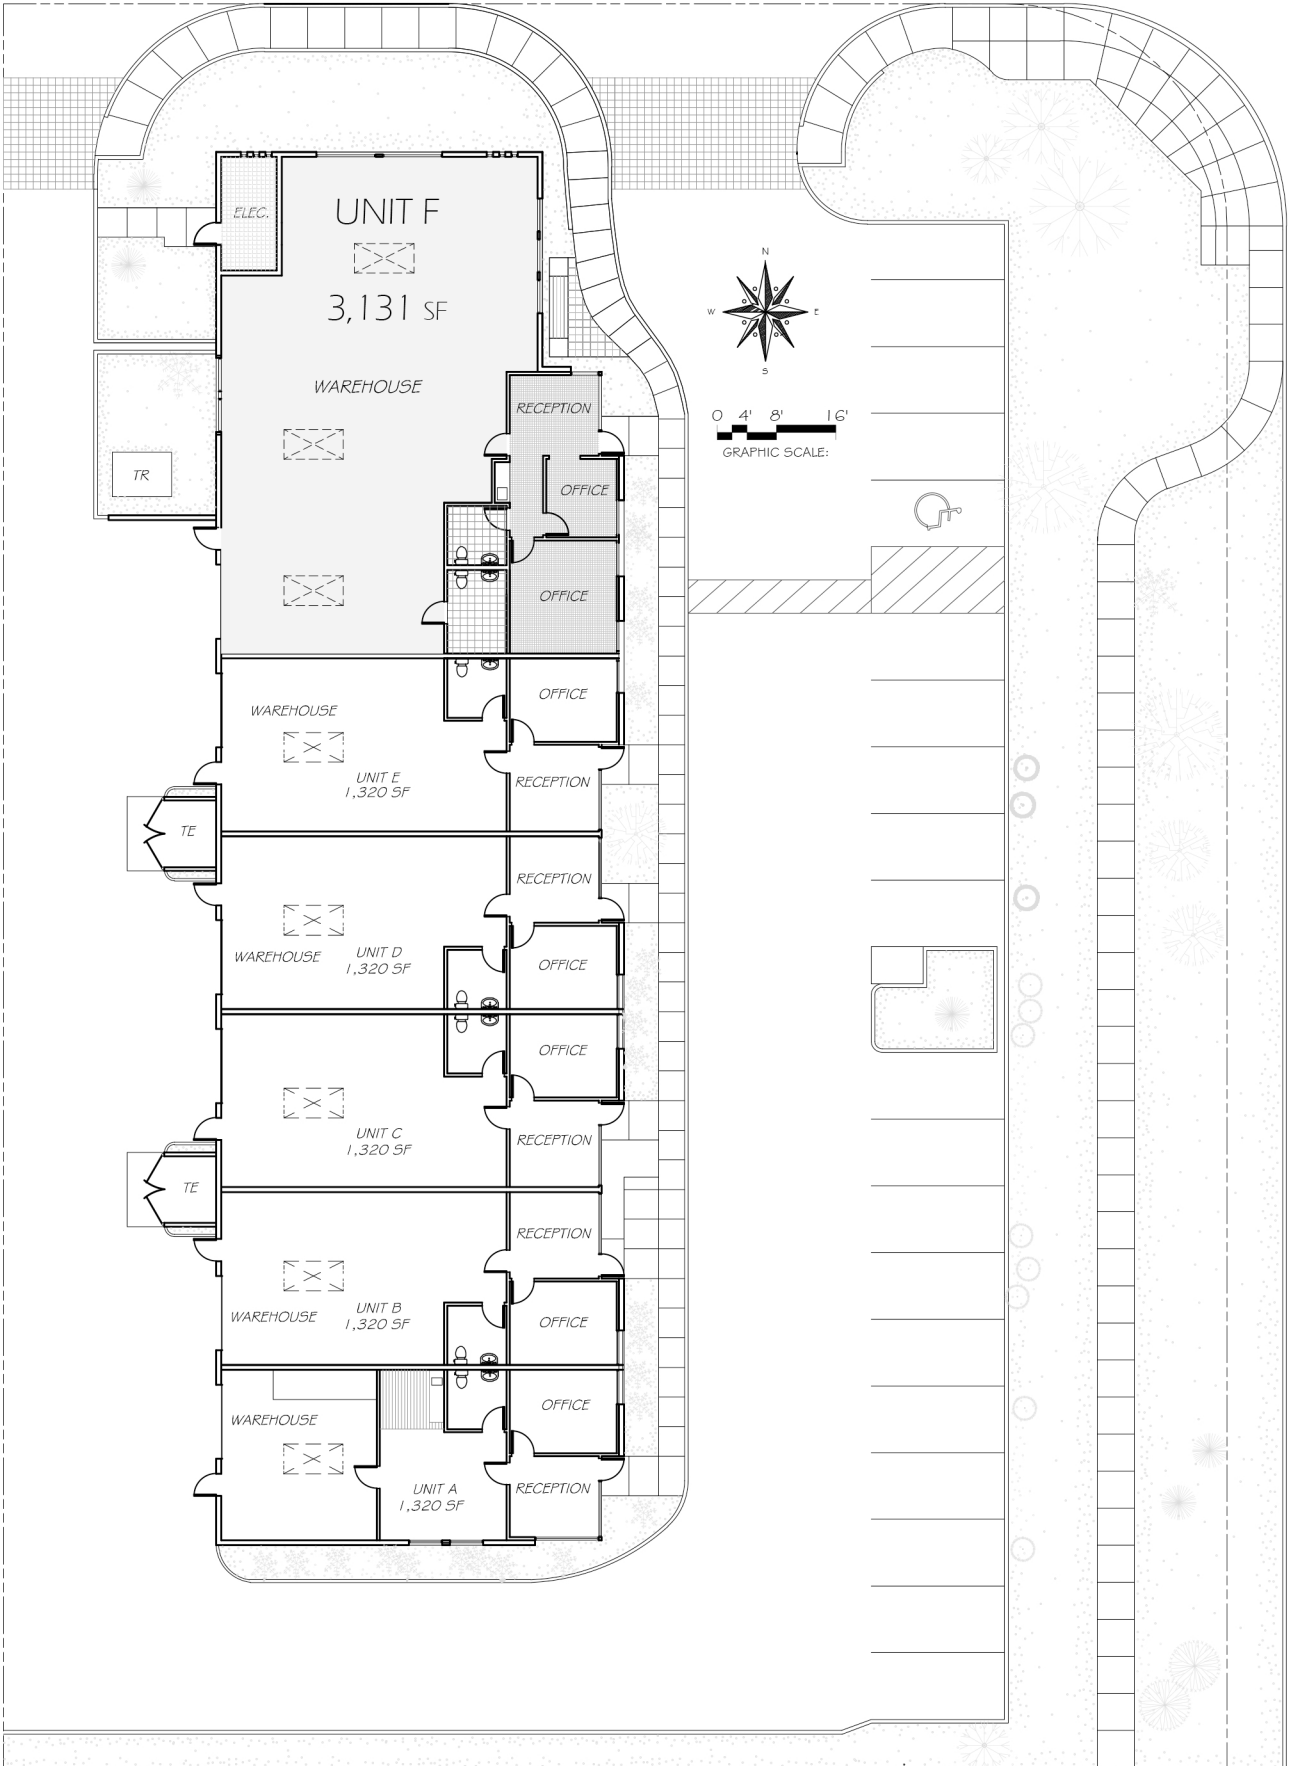 ELEC.
UNIT F
3,131 SF
WAREHOUSE
N
W
E
S
0 4' 8' 16'
GRAPHIC SCALE:
RECEPTION
TR
OFFICE
OFFICE
OFFICE
WAREHOUSE
UNIT E
1,320 SF
RECEPTION
TE
RECEPTION
WAREHOUSE
UNIT D
1,320 SF
OFFICE
OFFICE
UNIT C
1,320 SF
RECEPTION
TE
RECEPTION
WAREHOUSE
UNIT B
1,320 SF
OFFICE
OFFICE
WAREHOUSE
UNIT A
1,320 SF
RECEPTION